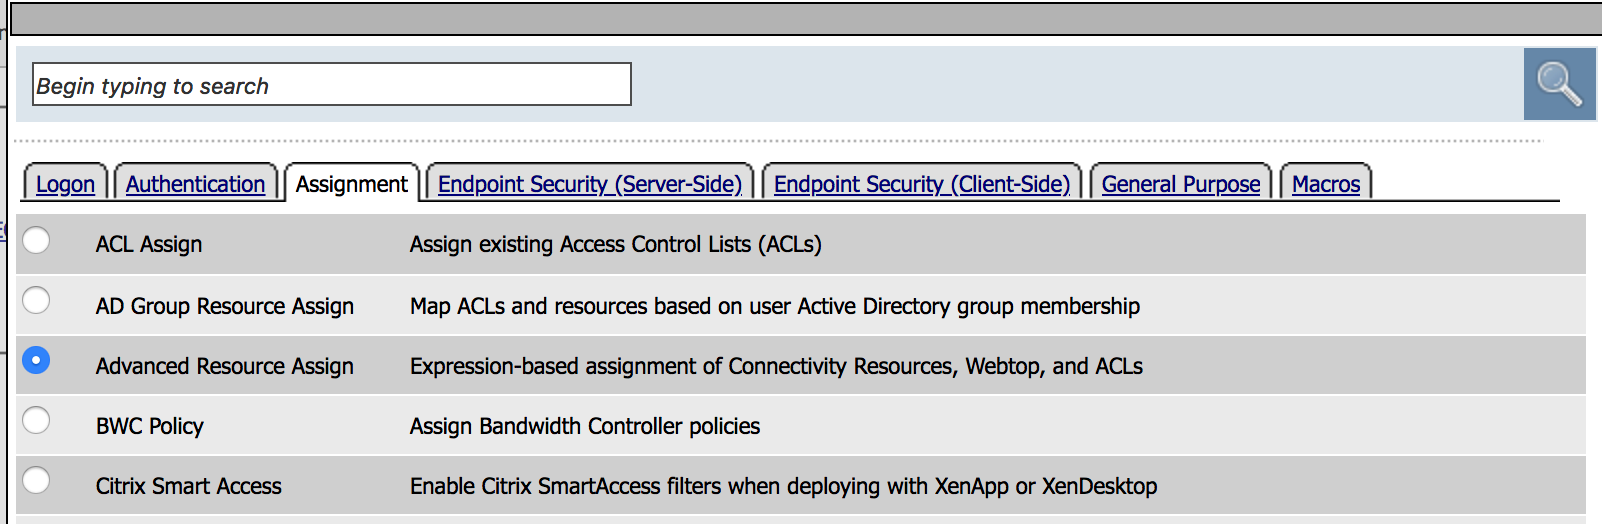 Begin typing to search
Logon Authentication Assignment Endpoint Security (Server-Side) Endpoint Security (Client-Side) General Purpose Macros
ACL Assign Assign existing Access Control Lists (ACLs)
AD Group Resource Assign Map ACLs and resources based on user Active Directory group membership
Advanced Resource Assign Expression-based assignment of Connectivity Resources, Webtop, and ACLs
BWC Policy Assign Bandwidth Controller policies
Citrix Smart Access Enable Citrix SmartAccess filters when deploying with XenApp or XenDesktop